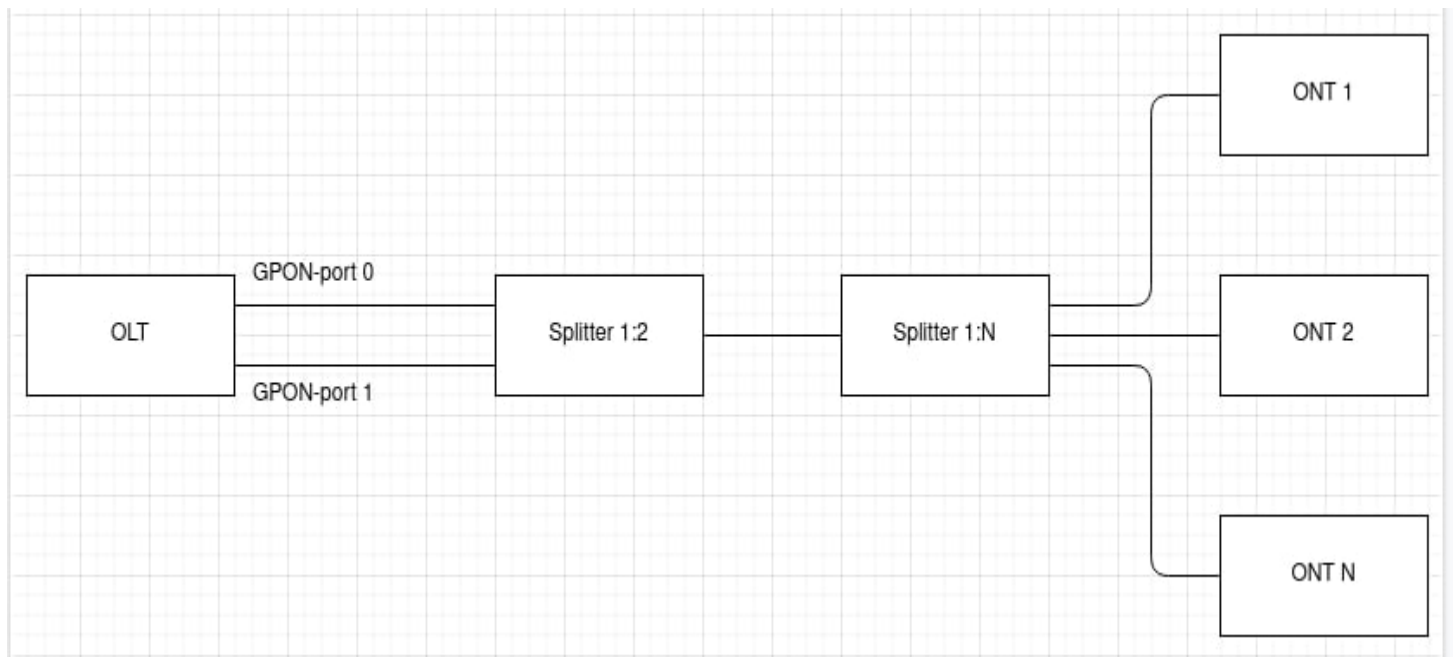 ONT 1
GPON-port 0
OLT
Splitter 1:2
Splitter 1:N
ONT 2
GPON-port 1
ONT N